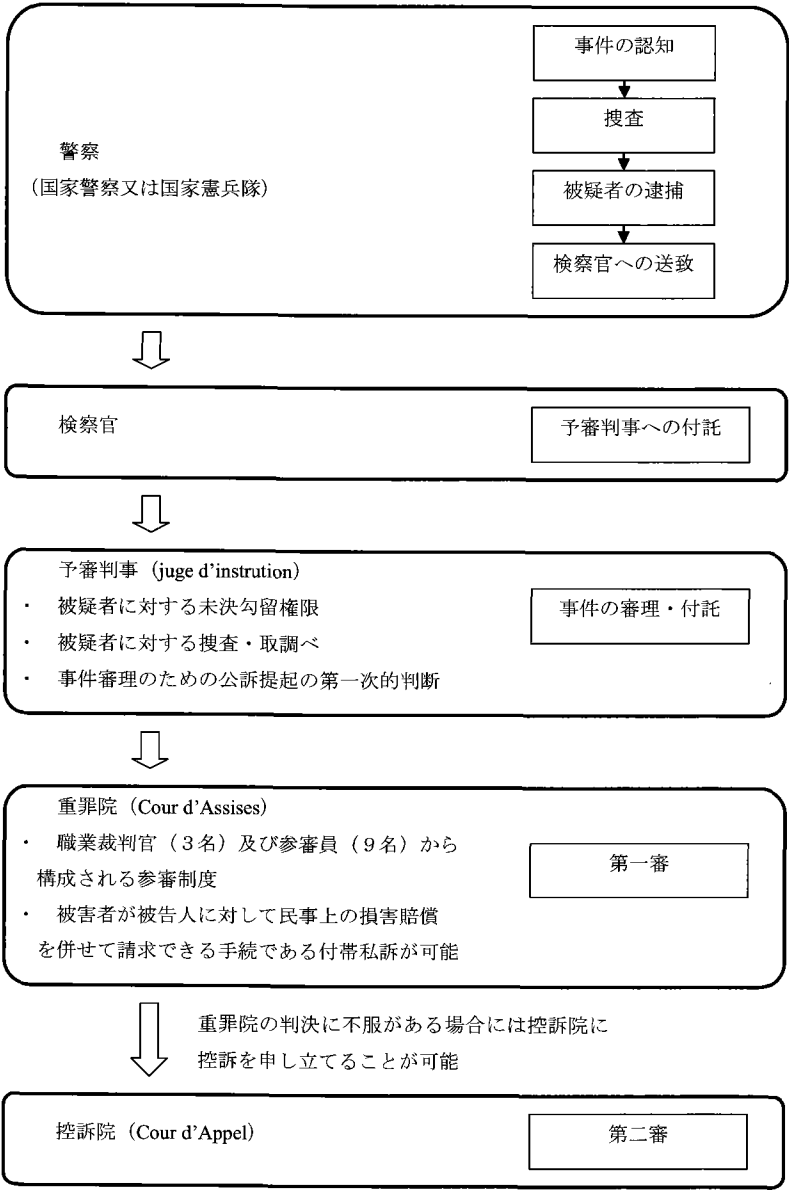 事件の認知
捜査
警察
(国家警察又は国家憲兵隊)
被疑者の逮捕
検察官への送致
検察官
予審判事への付託
予審判事 (juge d'instrution)
・ 被疑者に対する未決勾留権限
・ 被疑者に対する捜査・取調べ
・ 事件審理のための公訴提起の第一次的判断
事件の審理・付託
重罪院 (Cour d'Assises)
・ 職業裁判官(3名)及び参審員(9名)から
構成される参審制度
・ 被害者が被告人に対して民事上の損害賠償
を併せて請求できる手続である付帯私訴が可能
第一審
重罪院の判決に不服がある場合には控訴院に
控訴を申し立てることが可能
控訴院 (Cour d'Appel)
第二審